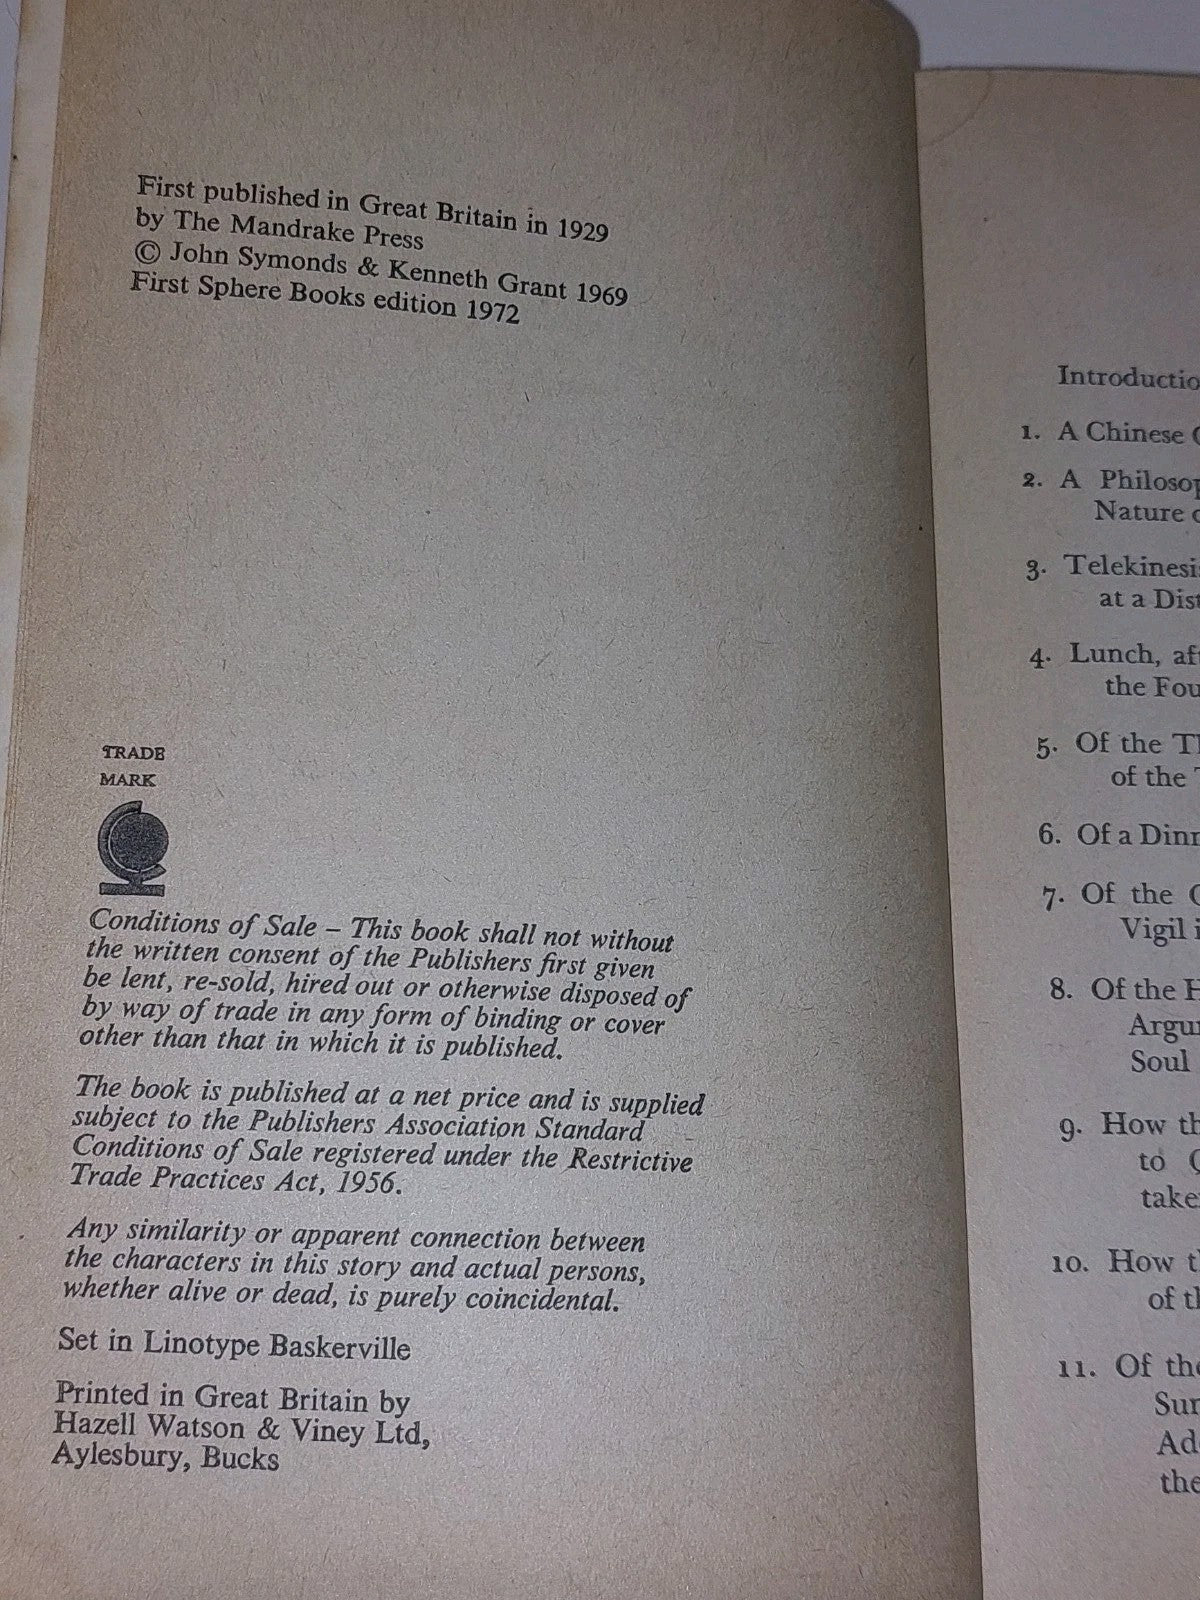 First published in Great Britain in 1929
by The Mandrake Press
© John Symonds & Kenneth Grant 1969
First Sphere Books edition 1972
TRADE
MARK
Conditions of Sale – This book shall not without
the written consent of the Publishers first given
be lent, re-sold, hired out or otherwise disposed of
by way of trade in any form of binding or cover
other than that in which it is published.
The book is published at a net price and is supplied
subject to the Publishers Association Standard
Conditions of Sale registered under the Restrictive
Trade Practices Act, 1956.
Any similarity or apparent connection between
the characters in this story and actual persons,
whether alive or dead, is purely coincidental.
Set in Linotype Baskerville
Printed in Great Britain by
Hazell Watson & Viney Ltd,
Aylesbury, Bucks
1. A Chinese
2. A
Nature
3.
at a
4. Lunch,
the
5. Of the
of the
6. Of a
7. Of the
Vigil
8. Of the
Soul
9. How
to
10. How
of
11. Of